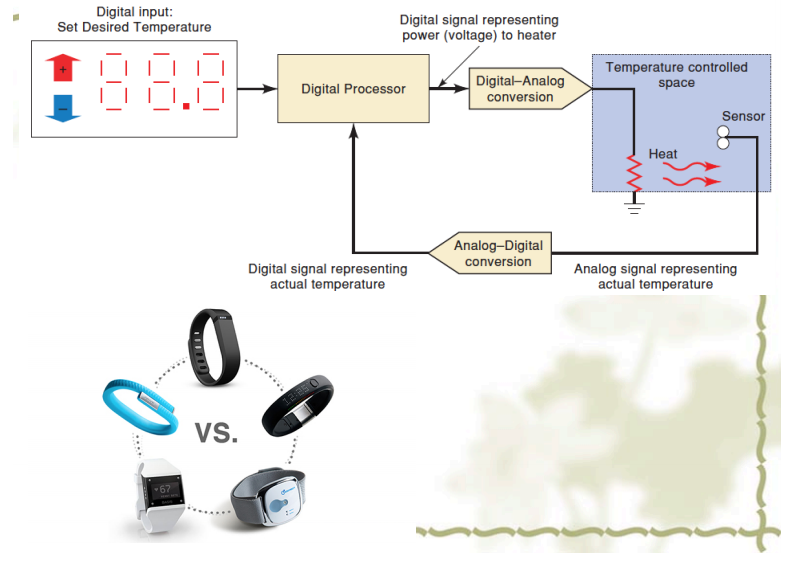 Digital input:
Set Desired Temperature
+
–
Digital Processor
Digital signal representing
power (voltage) to heater
Digital–Analog
conversion
Temperature controlled
space
Sensor
Heat
Analog–Digital
conversion
Digital signal representing
actual temperature
Analog signal representing
actual temperature
VS.